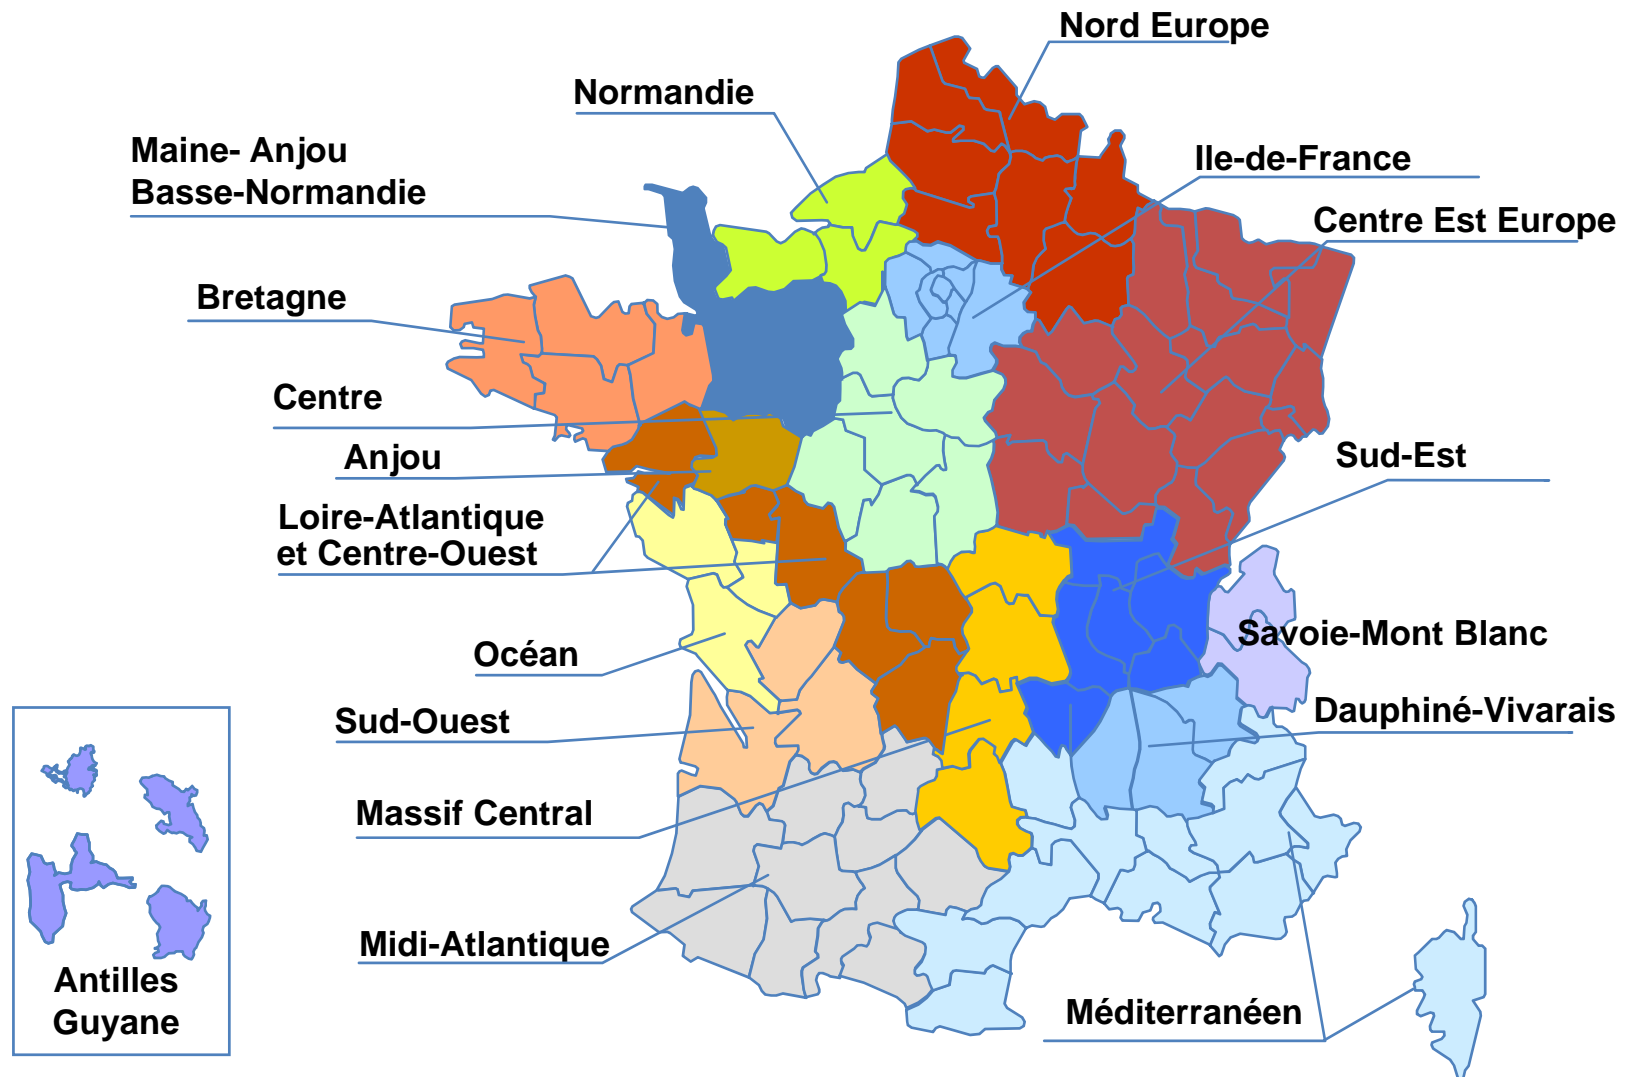 Nord Europe
Normandie
Maine- Anjou
Basse-Normandie
Ile-de-France
Centre Est Europe
Bretagne
Centre
Anjou
Sud-Est
Loire-Atlantique
et Centre-Ouest
Savoie-Mont Blanc
Océan
Sud-Ouest
Dauphiné-Vivarais
Massif Central
Midi-Atlantique
Antilles
Guyane
Méditerranéen